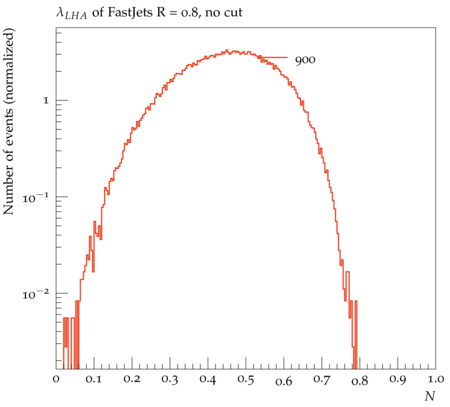 λLHA of FastJets R = 0.8, no cut
Number of events (normalized)
900
1
10−1
10−2
0 0.1 0.2 0.3 0.4 0.5 0.6 0.7 0.8 0.9 1.0
N